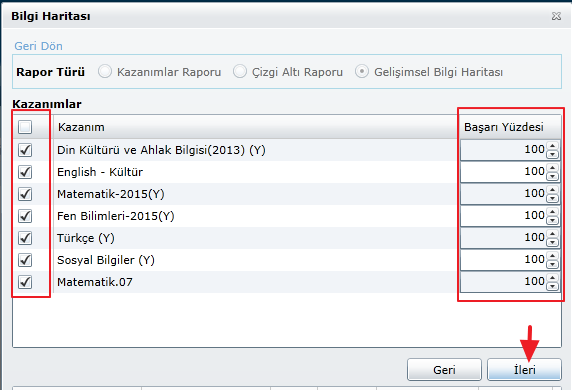 Bilgi Haritası
Geri Dön
Rapor Türü Kazanımlar Raporu Çizgi Altı Raporu Gelişimsel Bilgi Haritası
Kazanımlar
Kazanım Başarı Yüzdesi
Din Kültürü ve Ahlak Bilgisi(2013) (Y) 100
English - Kültür 100
Matematik-2015(Y) 100
Fen Bilimleri-2015(Y) 100
Türkçe (Y) 100
Sosyal Bilgiler (Y) 100
Matematik.07 100
Geri İleri